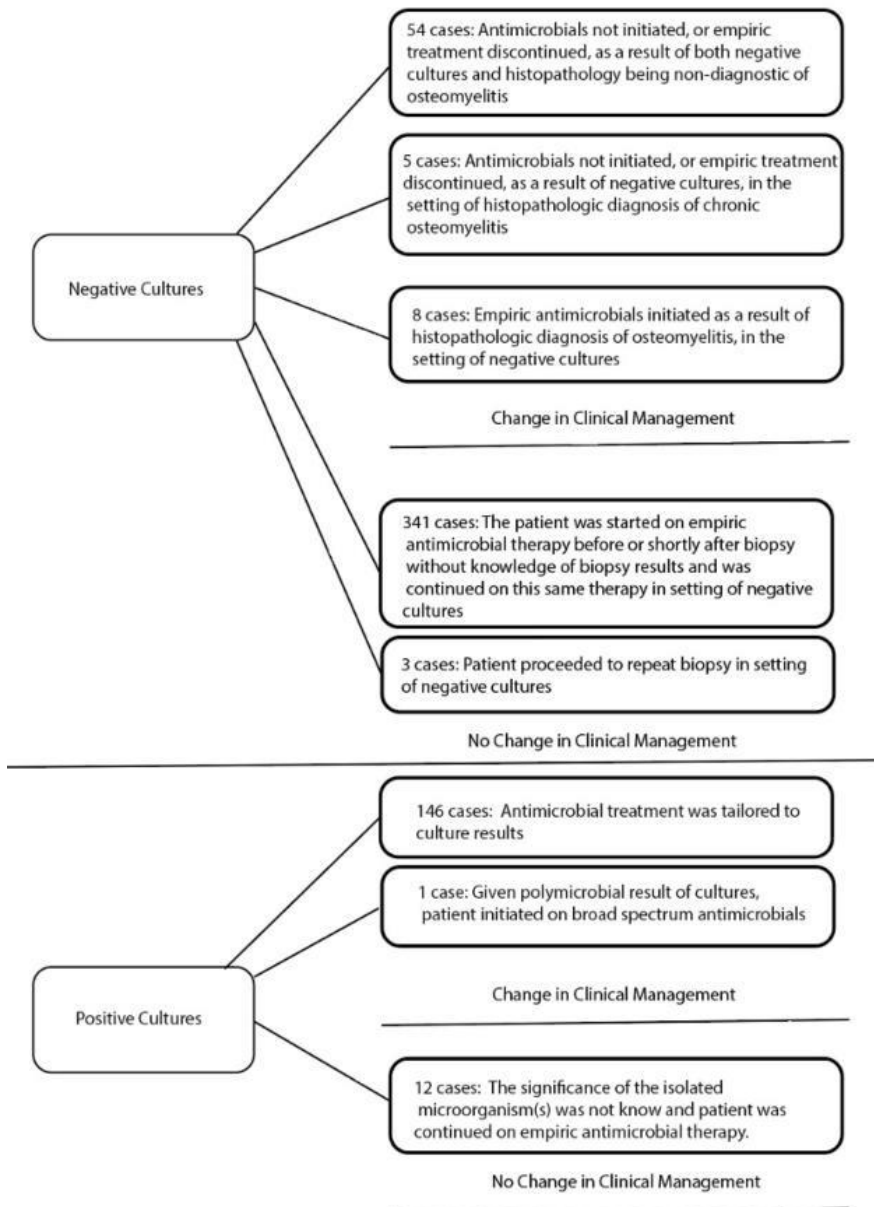 54 cases: Antimicrobials not initiated, or empiric
treatment discontinued, as a result of both negative
cultures and histopathology being non-diagnostic of
osteomyelitis
5 cases: Antimicrobials not initiated, or empiric treatment
discontinued, as a result of negative cultures, in the
setting of histopathologic diagnosis of chronic
osteomyelitis
Negative Cultures
8 cases: Empiric antimicrobials initiated as a result of
histopathologic diagnosis of osteomyelitis, in the
setting of negative cultures
Change in Clinical Management
341 cases: The patient was started on empiric
antimicrobial therapy before or shortly after biopsy
without knowledge of biopsy results and was
continued on this same therapy in setting of negative
cultures
3 cases: Patient proceeded to repeat biopsy in setting
of negative cultures
No Change in Clinical Management
146 cases: Antimicrobial treatment was tailored to
culture results
1 case: Given polymicrobial result of cultures,
patient initiated on broad spectrum antimicrobials
Change in Clinical Management
Positive Cultures
12 cases: The significance of the isolated
microorganism(s) was not know and patient was
continued on empiric antimicrobial therapy.
No Change in Clinical Management